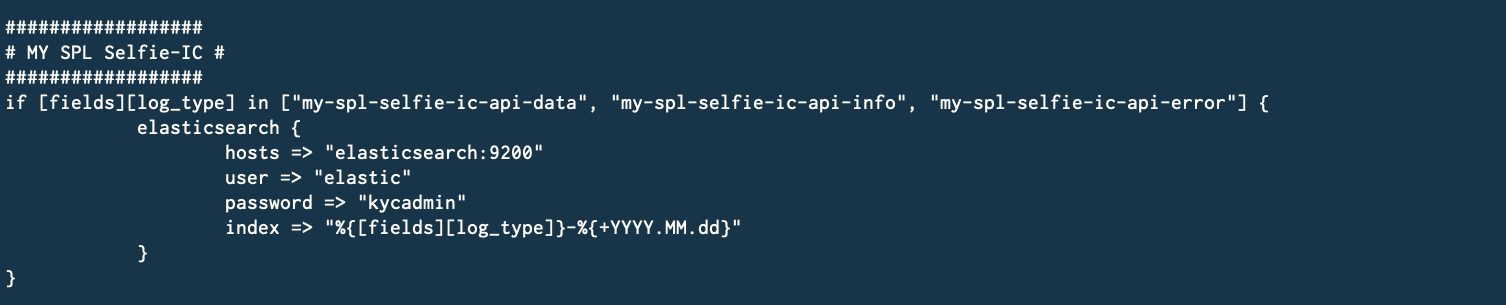 ##################
# MY SPL Selfie-IC #
##################
if [fields][log_type] in ["my-spl-selfie-ic-api-data", "my-spl-selfie-ic-api-info", "my-spl-selfie-ic-api-error"] {
            elasticsearch {
                    hosts => "elasticsearch:9200"
                    user => "elastic"
                    password => "kycadmin"
                    index => "%{[fields][log_type]}-%{+YYYY.MM.dd}"
            }
}